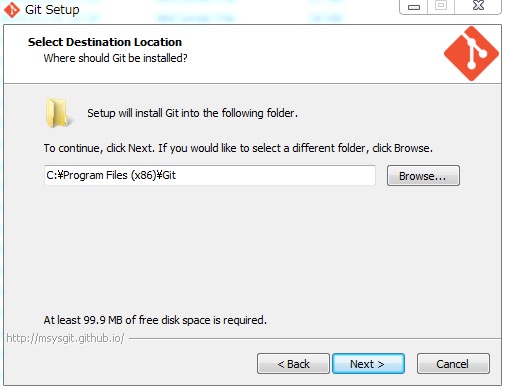 Git Setup
Select Destination Location
Where should Git be installed?
Setup will install Git into the following folder.
To continue, click Next. If you would like to select a different folder, click Browse.
C:¥Program Files (x86)¥Git
Browse...
At least 99.9 MB of free disk space is required.
http://msysgit.github.io/
< Back
Next >
Cancel